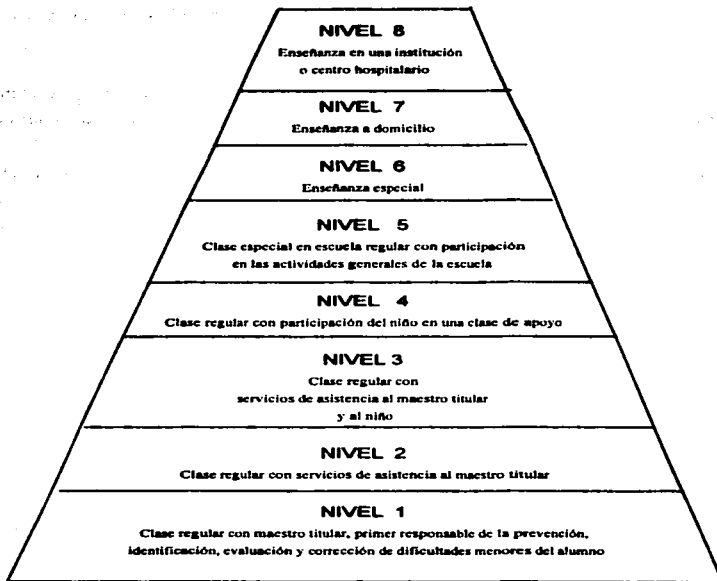 NIVEL 8
Enseñanza en una institución
o centro hospitalario
NIVEL 7
Enseñanza a domicilio
NIVEL 6
Enseñanza especial
NIVEL 5
Clase especial en escuela regular con participación
en las actividades generales de la escuela
NIVEL 4
Clase regular con participación del niño en una clase de apoyo
NIVEL 3
Clase regular con
servicios de asistencia al maestro titular
y al niño
NIVEL 2
Clase regular con servicios de asistencia al maestro titular
NIVEL 1
Clase regular con maestro titular, primer responsable de la prevención,
identificación, evaluación y corrección de dificultades menores del alumno